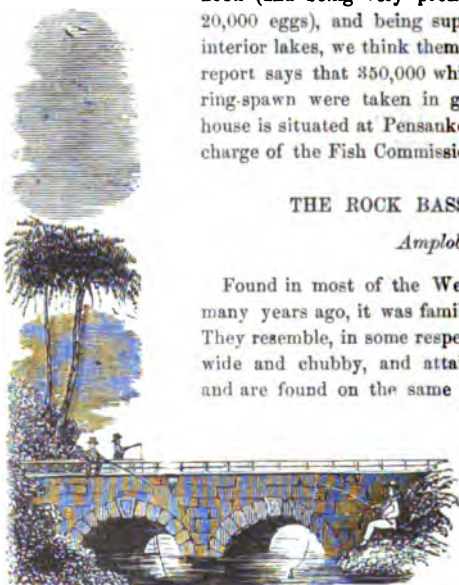 (and being very
20,000 eggs), and being sup
interior lakes, we think them
report says that 350,000 whi
ring-spawn were taken in g
house is situated at Pensauke
charge of the Fish Commissi
THE ROCK BASS
Amplob
Found in most of the We
many years ago, it was famil
They resemble, in some respe
wide and chubby, and attai
and are found on the same